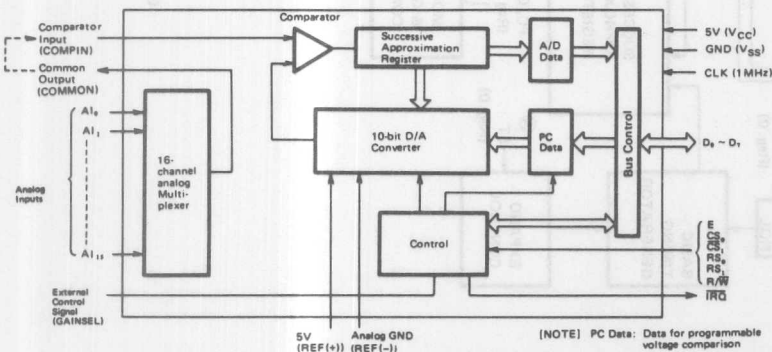 Comparator
Input
(COMPIN)
Common
Output
(COMMON)
Comparator
Successive
Approximation
Register
A/D
Data
5V (VCC)
GND (VSS)
CLK (1MHz)
AI0
AI1
Analog
Inputs
AI15
16-
channel
analog
Multi-
plexer
10-bit D/A
Converter
PC
Data
Bus Control
D0 ~ D7
Control
E
CS0
CS1
RS0
RS1
R/W
IRQ
External
Control
Signal
(GAINSEL)
5V
(REF(+))
Analog GND
(REF(−))
[NOTE] PC Data: Data for programmable
voltage comparison